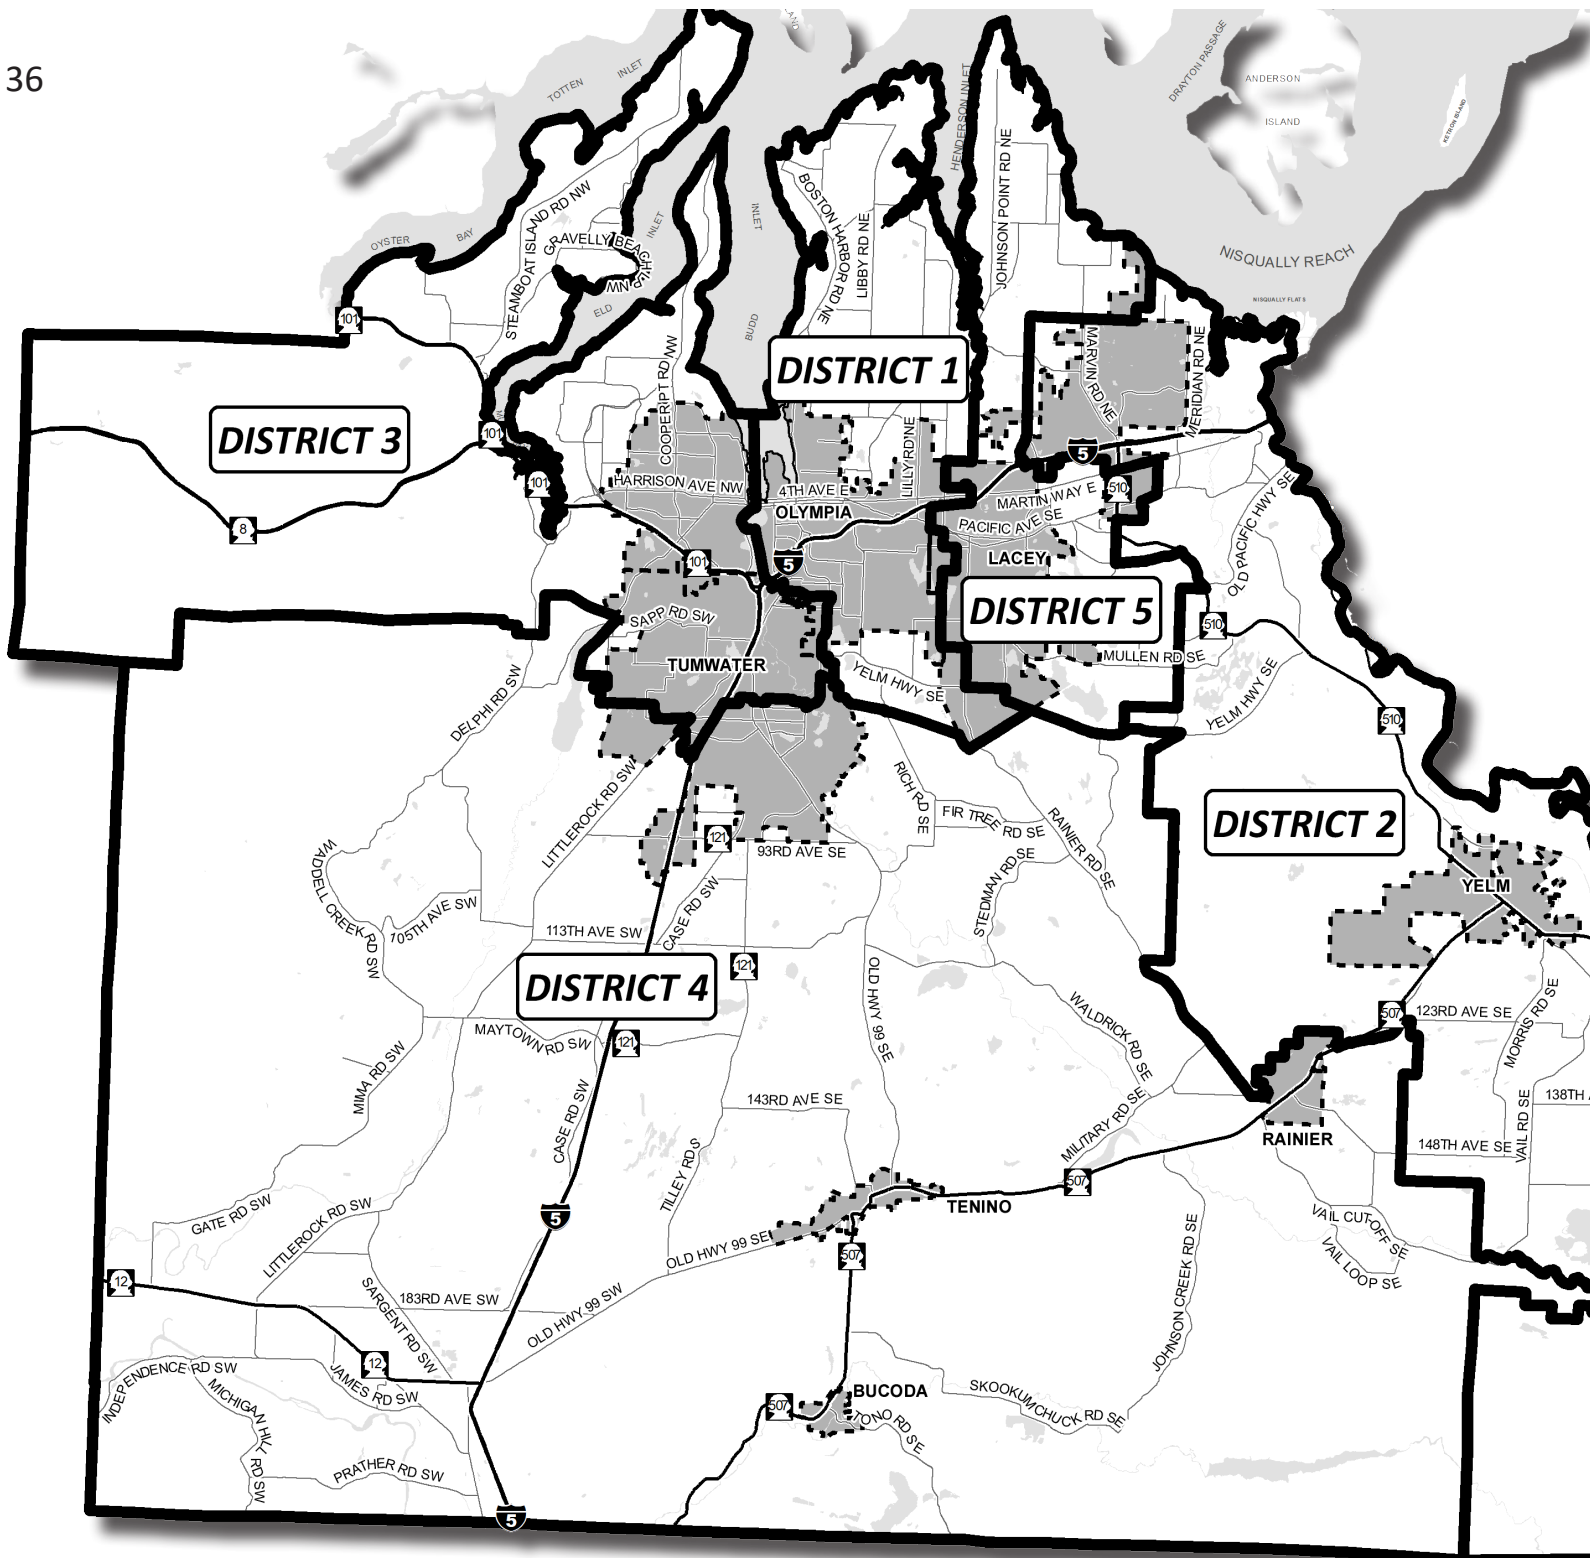 36
TOTTEN
INLET
DRAYTON PASSAGE
ANDERSON
ISLAND
KETRON ISLAND
HENDERSON INLET
JOHNSON POINT RD NE
BOSTON HARBOR RD NE
LIBBY RD NE
STEAMBOAT ISLAND RD NW
GRAVELLY BEACH LP NW
OYSTER
BAY
INLET
ELD
INLET
BUDD
NISQUALLY REACH
NISQUALLY FLATS
101
COOPER PT RD NW
DISTRICT 1
MARVIN RD NE
MERIDIAN RD NE
DISTRICT 3
101
LILLY RD NE
5
101
HARRISON AVE NW
4TH AVE E
OLYMPIA
MARTIN WAY E
510
PACIFIC AVE SE
OLD PACIFIC HWY SE
8
101
5
LACEY
DISTRICT 5
SAPP RD SW
510
TUMWATER
MULLEN RD SE
YELM HWY SE
YELM HWY SE
DELPHI RD SW
510
LITTLEROCK RD SW
RICH RD SE
FIR TREE RD SE
RAINIER RD SE
DISTRICT 2
121
93RD AVE SE
WADDELL CREEK RD SW
105TH AVE SW
CASE RD SW
STEDMAN RD SE
YELM
113TH AVE SW
121
DISTRICT 4
OLD HWY 99 SE
WALDRICK RD SE
507
123RD AVE SE
MORRIS RD SE
MAYTOWN RD SW
121
MIMA RD SW
CASE RD SW
143RD AVE SE
MILITARY RD SE
138TH
RAINIER
148TH AVE SE
VAIL RD SE
TILLEY RD S
507
TENINO
GATE RD SW
LITTLEROCK RD SW
5
OLD HWY 99 SE
507
VAIL CUT-OFF SE
VAIL LOOP SE
JOHNSON CREEK RD SE
12
SARGENT RD SW
183RD AVE SW
OLD HWY 99 SW
12
INDEPENDENCE RD SW
MICHIGAN HILL RD SW
JAMES RD SW
BUCODA
507
TONO RD SE
SKOOKUMCHUCK RD SE
PRATHER RD SW
5